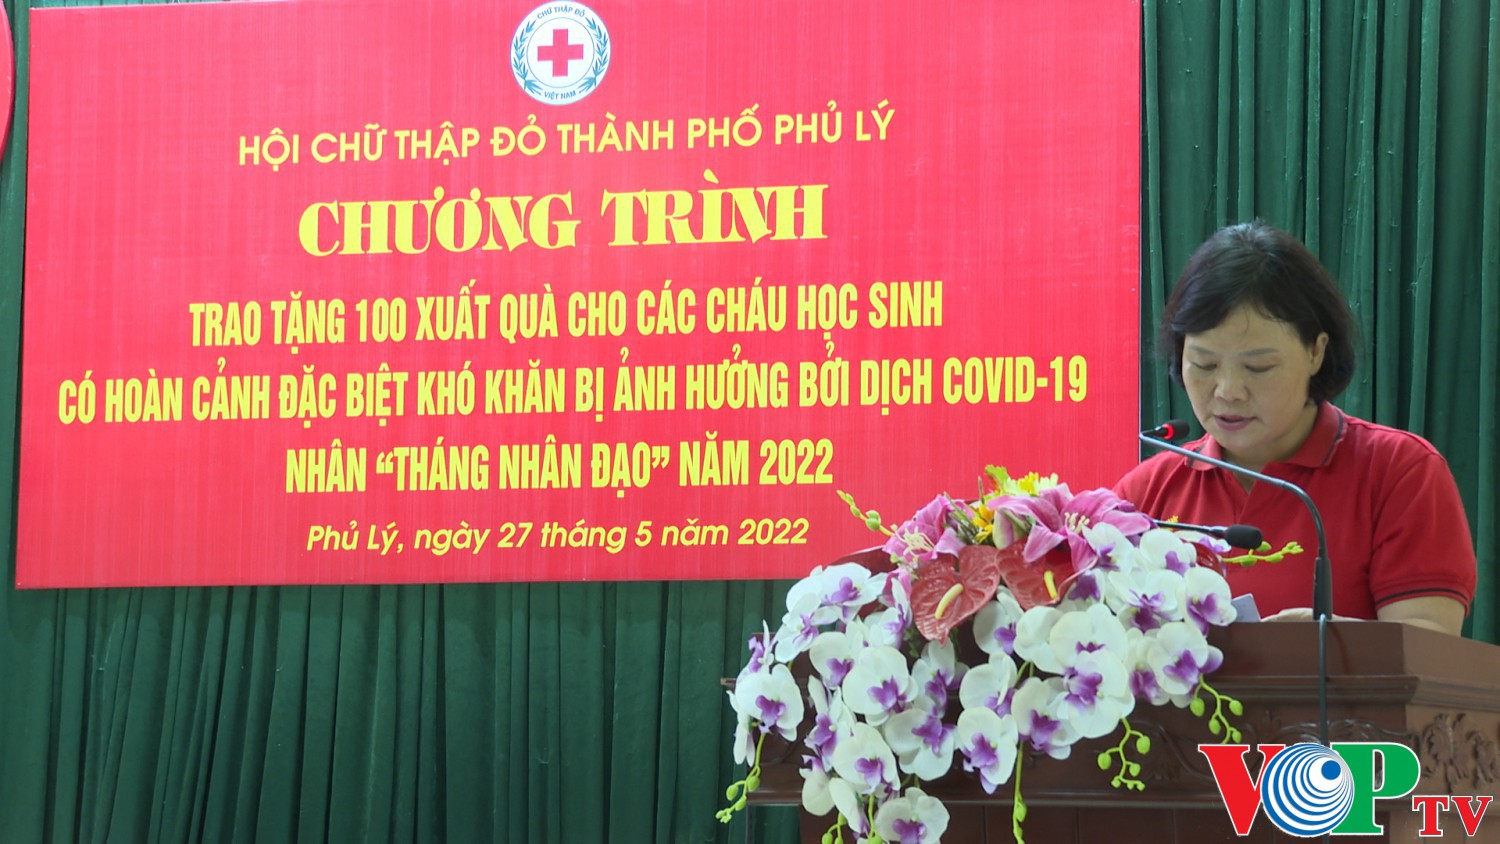 CHỮ THẬP ĐỎ
VIỆT NAM
HỘI CHỮ THẬP ĐỎ THÀNH PHỐ PHỦ LÝ
CHƯƠNG TRÌNH
TRAO TẶNG 100 XUẤT QUÀ CHO CÁC CHÁU HỌC SINH
CÓ HOÀN CẢNH ĐẶC BIỆT KHÓ KHĂN BỊ ẢNH HƯỞNG BỞI DỊCH COVID-19
NHÂN “THÁNG NHÂN ĐẠO” NĂM 2022
Phủ Lý, ngày 27 tháng 5 năm 2022
VOPTV